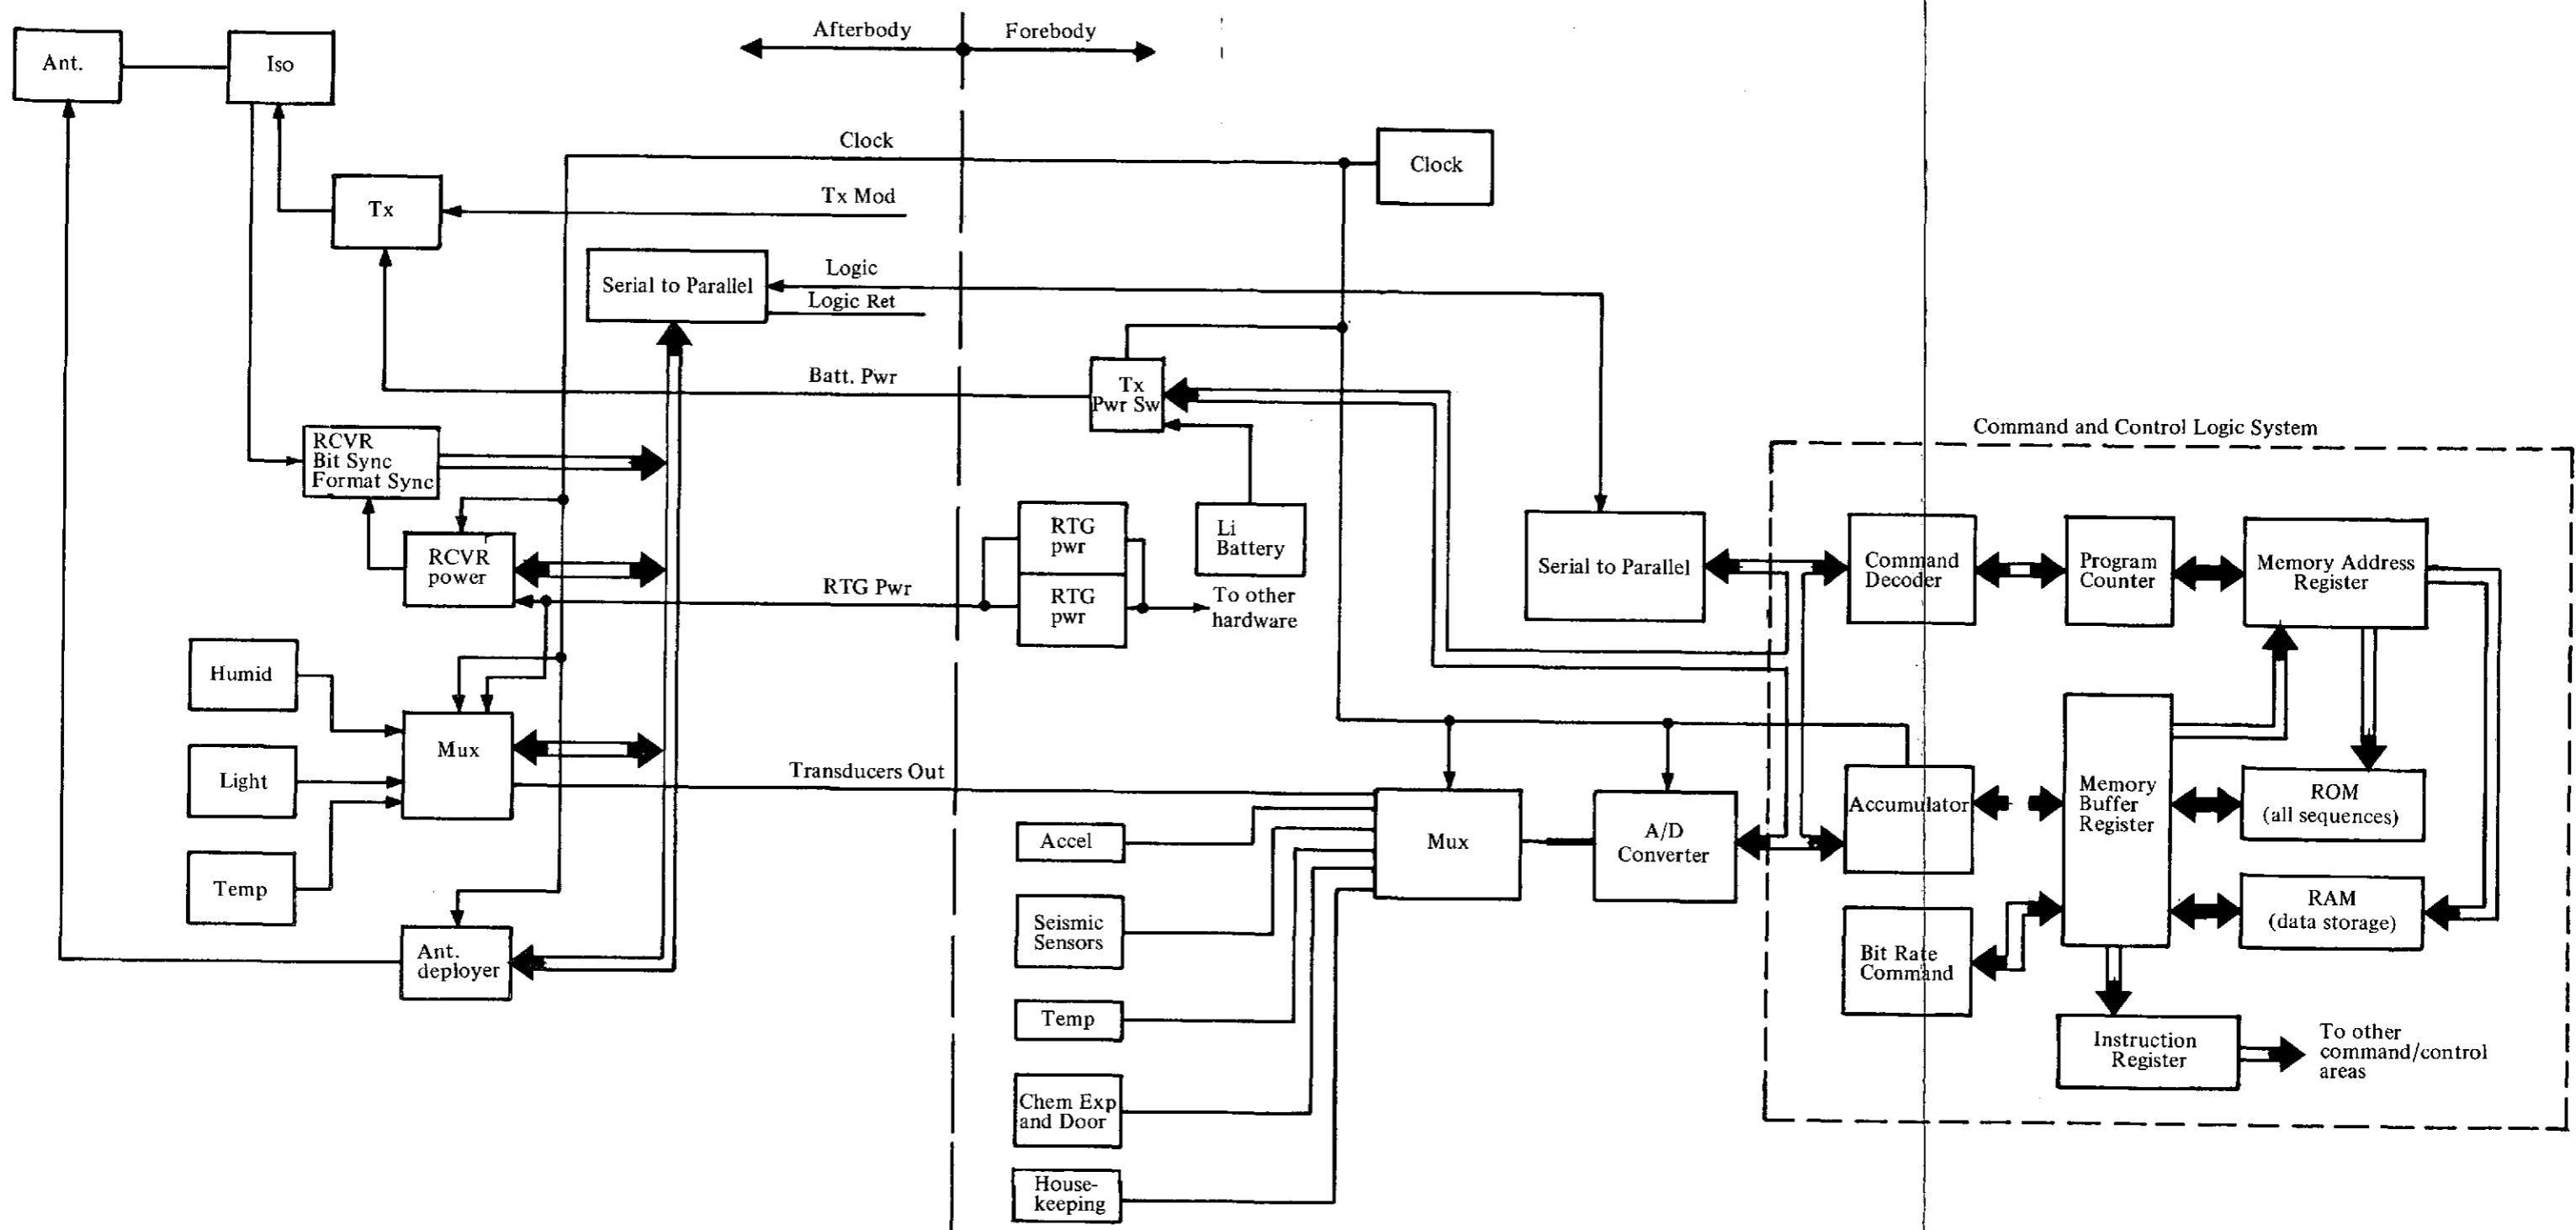 Afterbody
Forebody
Ant.
Iso
Clock
Clock
Tx Mod
Tx
Logic
Serial to Parallel
Logic Ret
Batt. Pwr
Tx
Pwr Sw
RCVR
Bit Sync
Format Sync
Command and Control Logic System
RTG
pwr
Li
Battery
RCVR
power
RTG Pwr
RTG
pwr
To other
hardware
Serial to Parallel
Command
Decoder
Program
Counter
Memory Address
Register
Humid
Mux
Light
Temp
Transducers Out
Ant.
deployer
Accel
Seismic
Sensors
Temp
Chem Exp
and Door
House-
keeping
Mux
A/D
Converter
Accumulator
Memory
Buffer
Register
ROM
(all sequences)
RAM
(data storage)
Bit Rate
Command
Instruction
Register
To other
command/control
areas